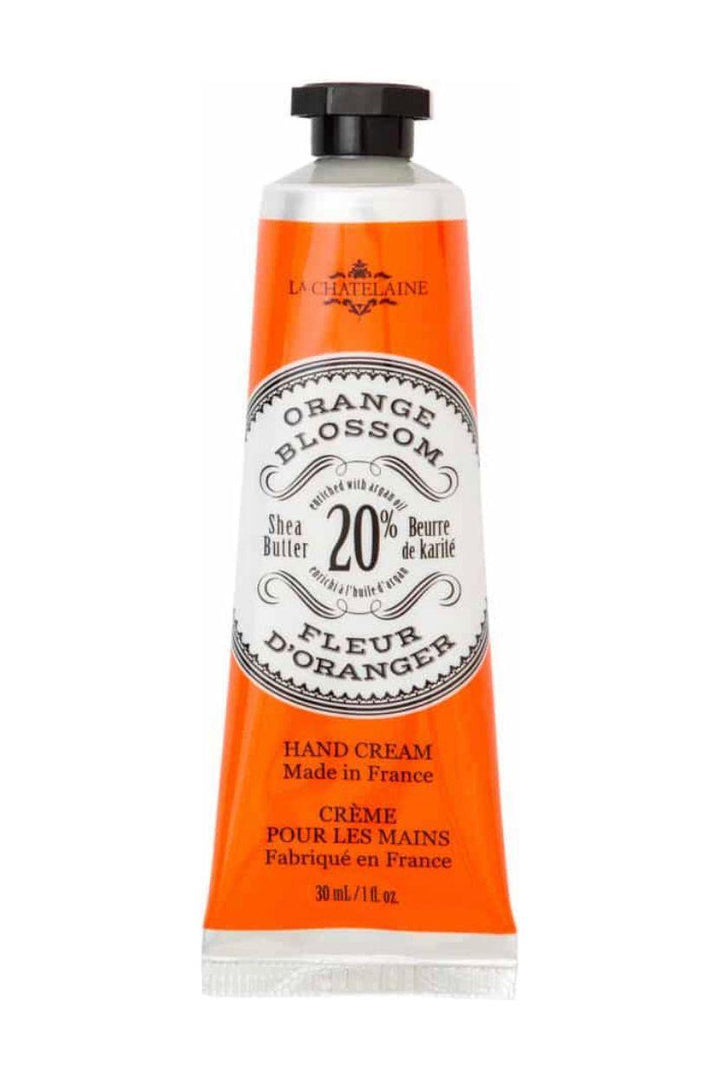 LA CHATELAINE
ORANGE
BLOSSOM
enriched with argan oil
Shea
Butter
20%
Beurre
de karité
enrichi à l'huile d'argan
FLEUR
D'ORANGER
HAND CREAM
Made in France
CRÈME
POUR LES MAINS
Fabriqué en France
30 mL / 1 fl. oz.